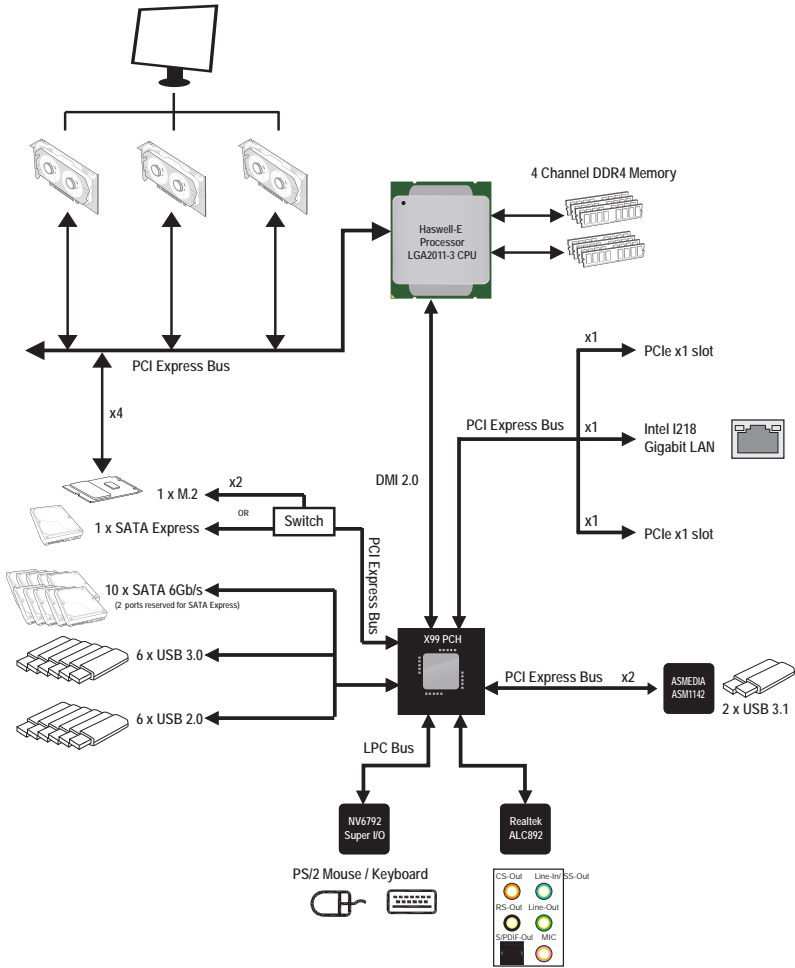 4 Channel DDR4 Memory
Haswell-E
Processor
LGA2011-3 CPU
PCI Express Bus
x4
x1
PCIe x1 slot
PCI Express Bus
x1
Intel I218
Gigabit LAN
x1
PCIe x1 slot
DMI 2.0
1 x M.2
x2
OR
Switch
1 x SATA Express
PCI Express Bus
10 x SATA 6Gb/s
(2 ports reserved for SATA Express)
6 x USB 3.0
6 x USB 2.0
X99 PCH
PCI Express Bus
x2
ASMEDIA
ASM1142
2 x USB 3.1
LPC Bus
NV6792
Super I/O
Realtek
ALC892
PS/2 Mouse / Keyboard
CS-Out
Line-In/ SS-Out
RS-Out
Line-Out
S/PDIF-Out
MIC